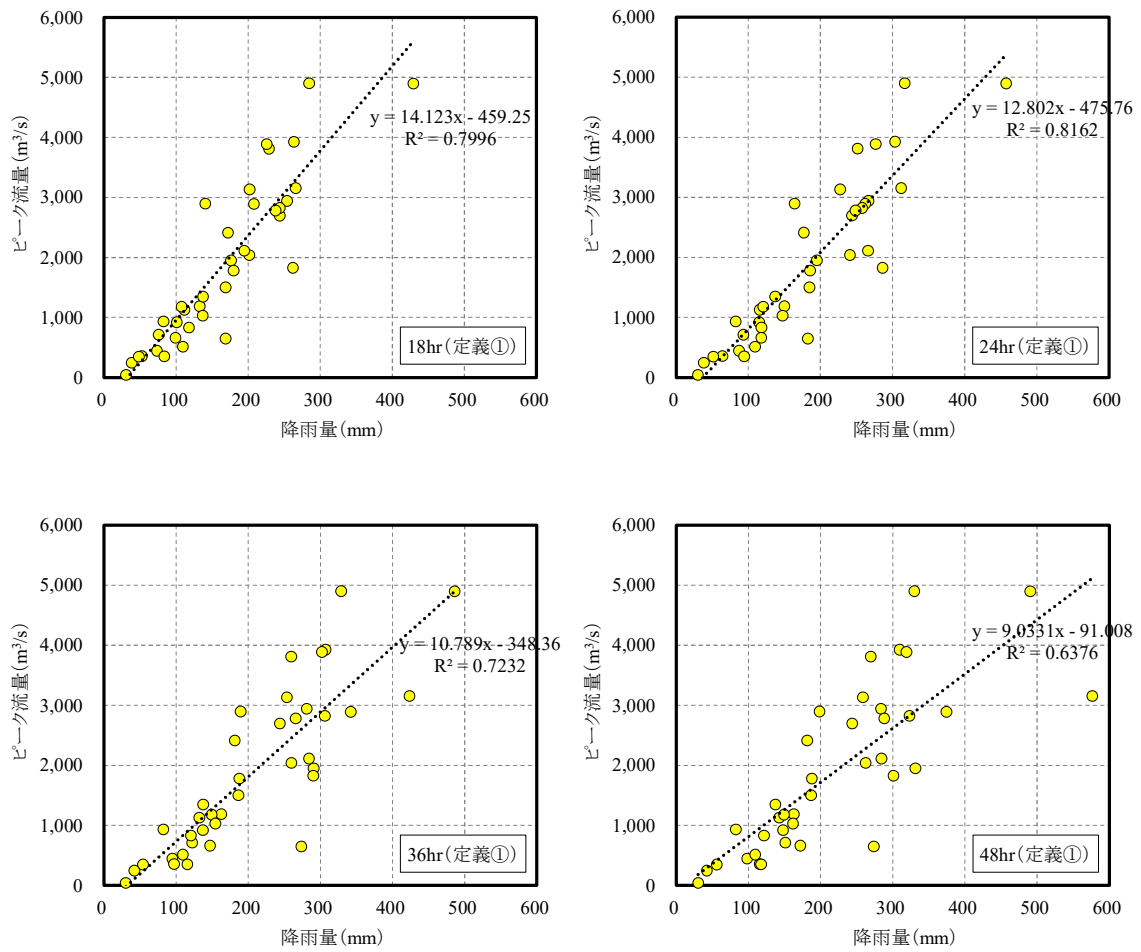 6,000
5,000
4,000
3,000
2,000
1,000
0
ピーク流量(m³/s)
y = 14.123x - 459.25
R² = 0.7996
18hr(定義①)
0 100 200 300 400 500 600
降雨量(mm)
6,000
5,000
4,000
3,000
2,000
1,000
0
ピーク流量(m³/s)
y = 12.802x - 475.76
R² = 0.8162
24hr(定義①)
0 100 200 300 400 500 600
降雨量(mm)
6,000
5,000
4,000
3,000
2,000
1,000
0
ピーク流量(m³/s)
y = 10.789x - 348.36
R² = 0.7232
36hr(定義①)
0 100 200 300 400 500 600
降雨量(mm)
6,000
5,000
4,000
3,000
2,000
1,000
0
ピーク流量(m³/s)
y = 9.0331x - 91.008
R² = 0.6376
48hr(定義①)
0 100 200 300 400 500 600
降雨量(mm)